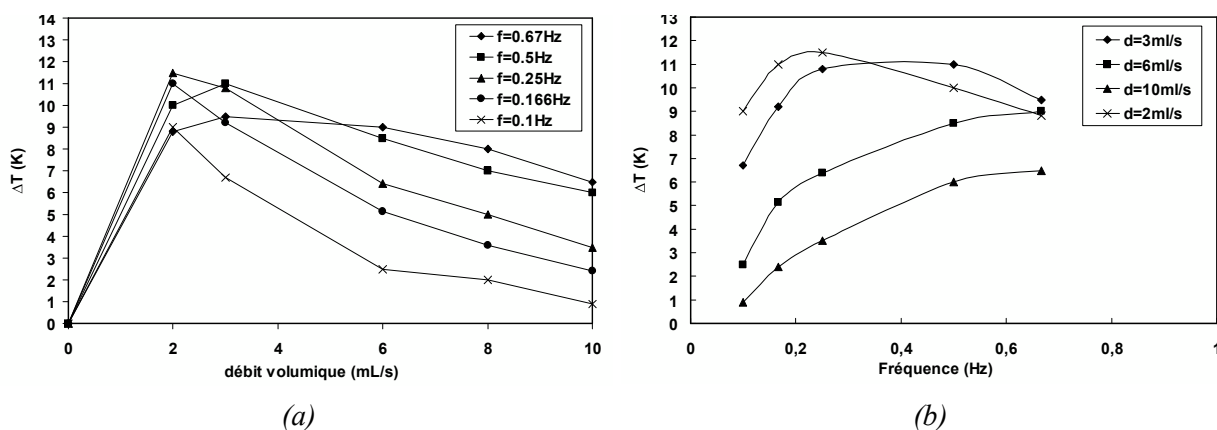 14
13
12
11
10
9
8
7
6
5
4
3
2
1
0
ΔT (K)
0 2 4 6 8 10
débit volumique (mL/s)
f=0.67Hz
f=0.5Hz
f=0.25Hz
f=0.166Hz
f=0.1Hz
(a)
13
12
11
10
9
8
7
6
5
4
3
2
1
0
ΔT (K)
0 0,2 0,4 0,6 0,8 1
Fréquence (Hz)
d=3ml/s
d=6ml/s
d=10ml/s
d=2ml/s
(b)